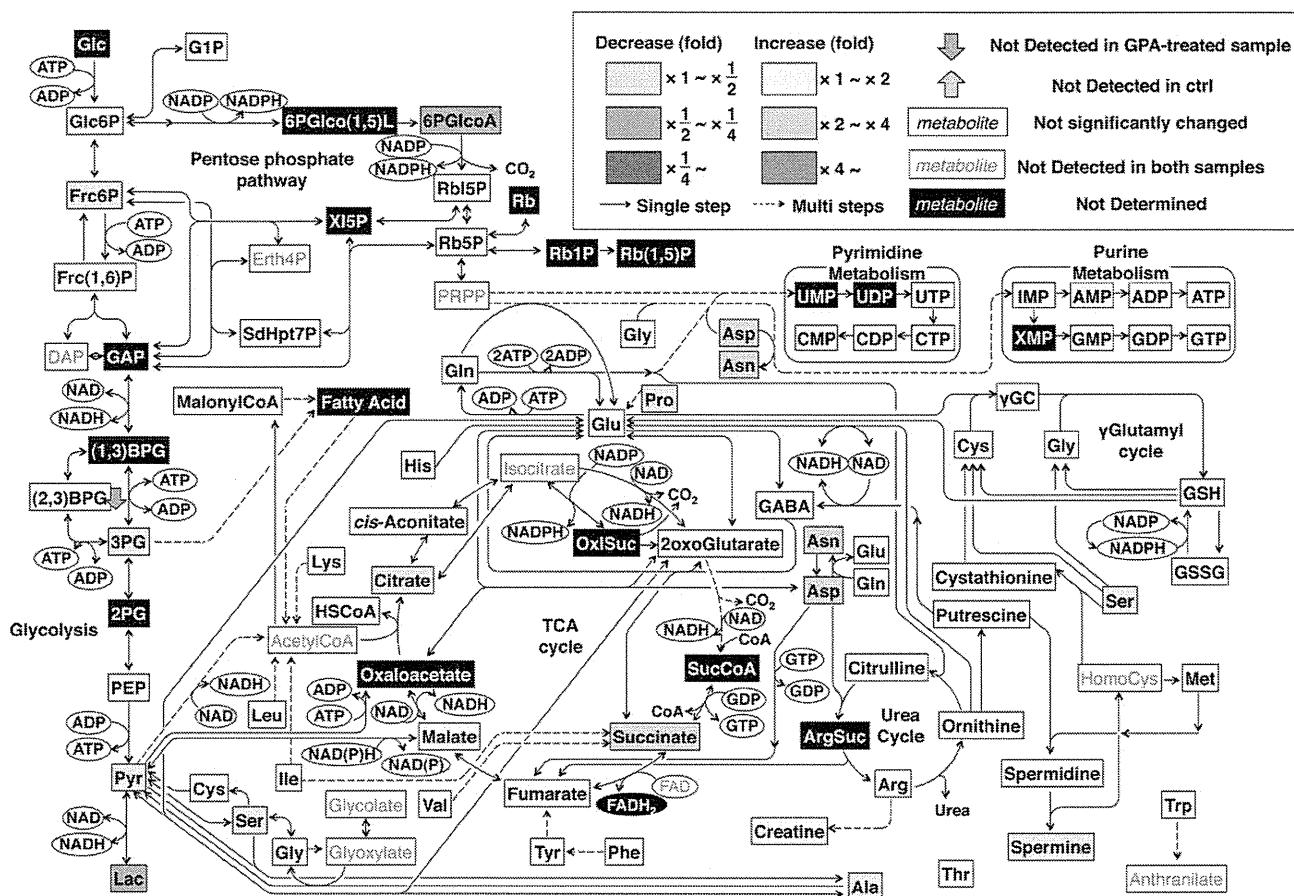 Decrease (fold)
Increase (fold)
× 1 ~ × 1/2
× 1/2 ~ × 1/4
× 1/4 ~
× 1 ~ × 2
× 2 ~ × 4
× 4 ~
Not Detected in GPA-treated sample
Not Detected in ctrl
metabolite
Not significantly changed
metabolite
Not Detected in both samples
metabolite
Not Determined
Single step
Multi steps
Glc
G1P
ATP
ADP
NADP
NADPH
Glc6P
6PGlco(1,5)L
6PGlcoA
NADP
NADPH
CO2
Pentose phosphate
pathway
Rbl5P
Rb
Frc6P
Xl5P
Rb5P
Rb1P
Rb(1,5)P
ATP
ADP
Erth4P
Frc(1,6)P
PRPP
SdHpt7P
DAP
GAP
Pyrimidine
Metabolism
UMP
UDP
UTP
CMP
CDP
CTP
Purine
Metabolism
IMP
AMP
ADP
ATP
XMP
GMP
GDP
GTP
Gly
Asp
Asn
Gln
2ATP
2ADP
ADP
ATP
Pro
Glu
NAD
NADH
MalonylCoA
Fatty Acid
(1,3)BPG
(2,3)BPG
ATP
ADP
3PG
ATP
ADP
2PG
Glycolysis
PEP
ADP
ATP
Pyr
NAD
NADH
Lac
His
Isocitrate
NADP
NAD
NADH
CO2
NADPH
cis-Aconitate
OxlSuc
2oxoGlutarate
Lys
Citrate
HSCoA
AcetylCoA
TCA
cycle
CO2
NAD
NADH
CoA
Oxaloacetate
SucCoA
NADH
NAD
Leu
ADP
ATP
NAD
NADH
CoA
GDP
GTP
Malate
Succinate
NAD(P)H
NAD(P)
Ile
Val
Fumarate
FAD
FADH2
Cys
Ser
Gly
Glycolate
Glyoxylate
Tyr
Phe
NADH
NAD
GABA
Asn
Glu
Gln
Asp
GTP
GDP
Citrulline
ArgSuc
Urea
Cycle
Ornithine
Arg
Urea
Creatine
γGC
Cys
Gly
γGlutamyl
cycle
GSH
NADP
NADPH
GSSG
Cystathionine
Ser
Putrescine
HomoCys
Met
Spermidine
Spermine
Trp
Anthranilate
Thr
Ala